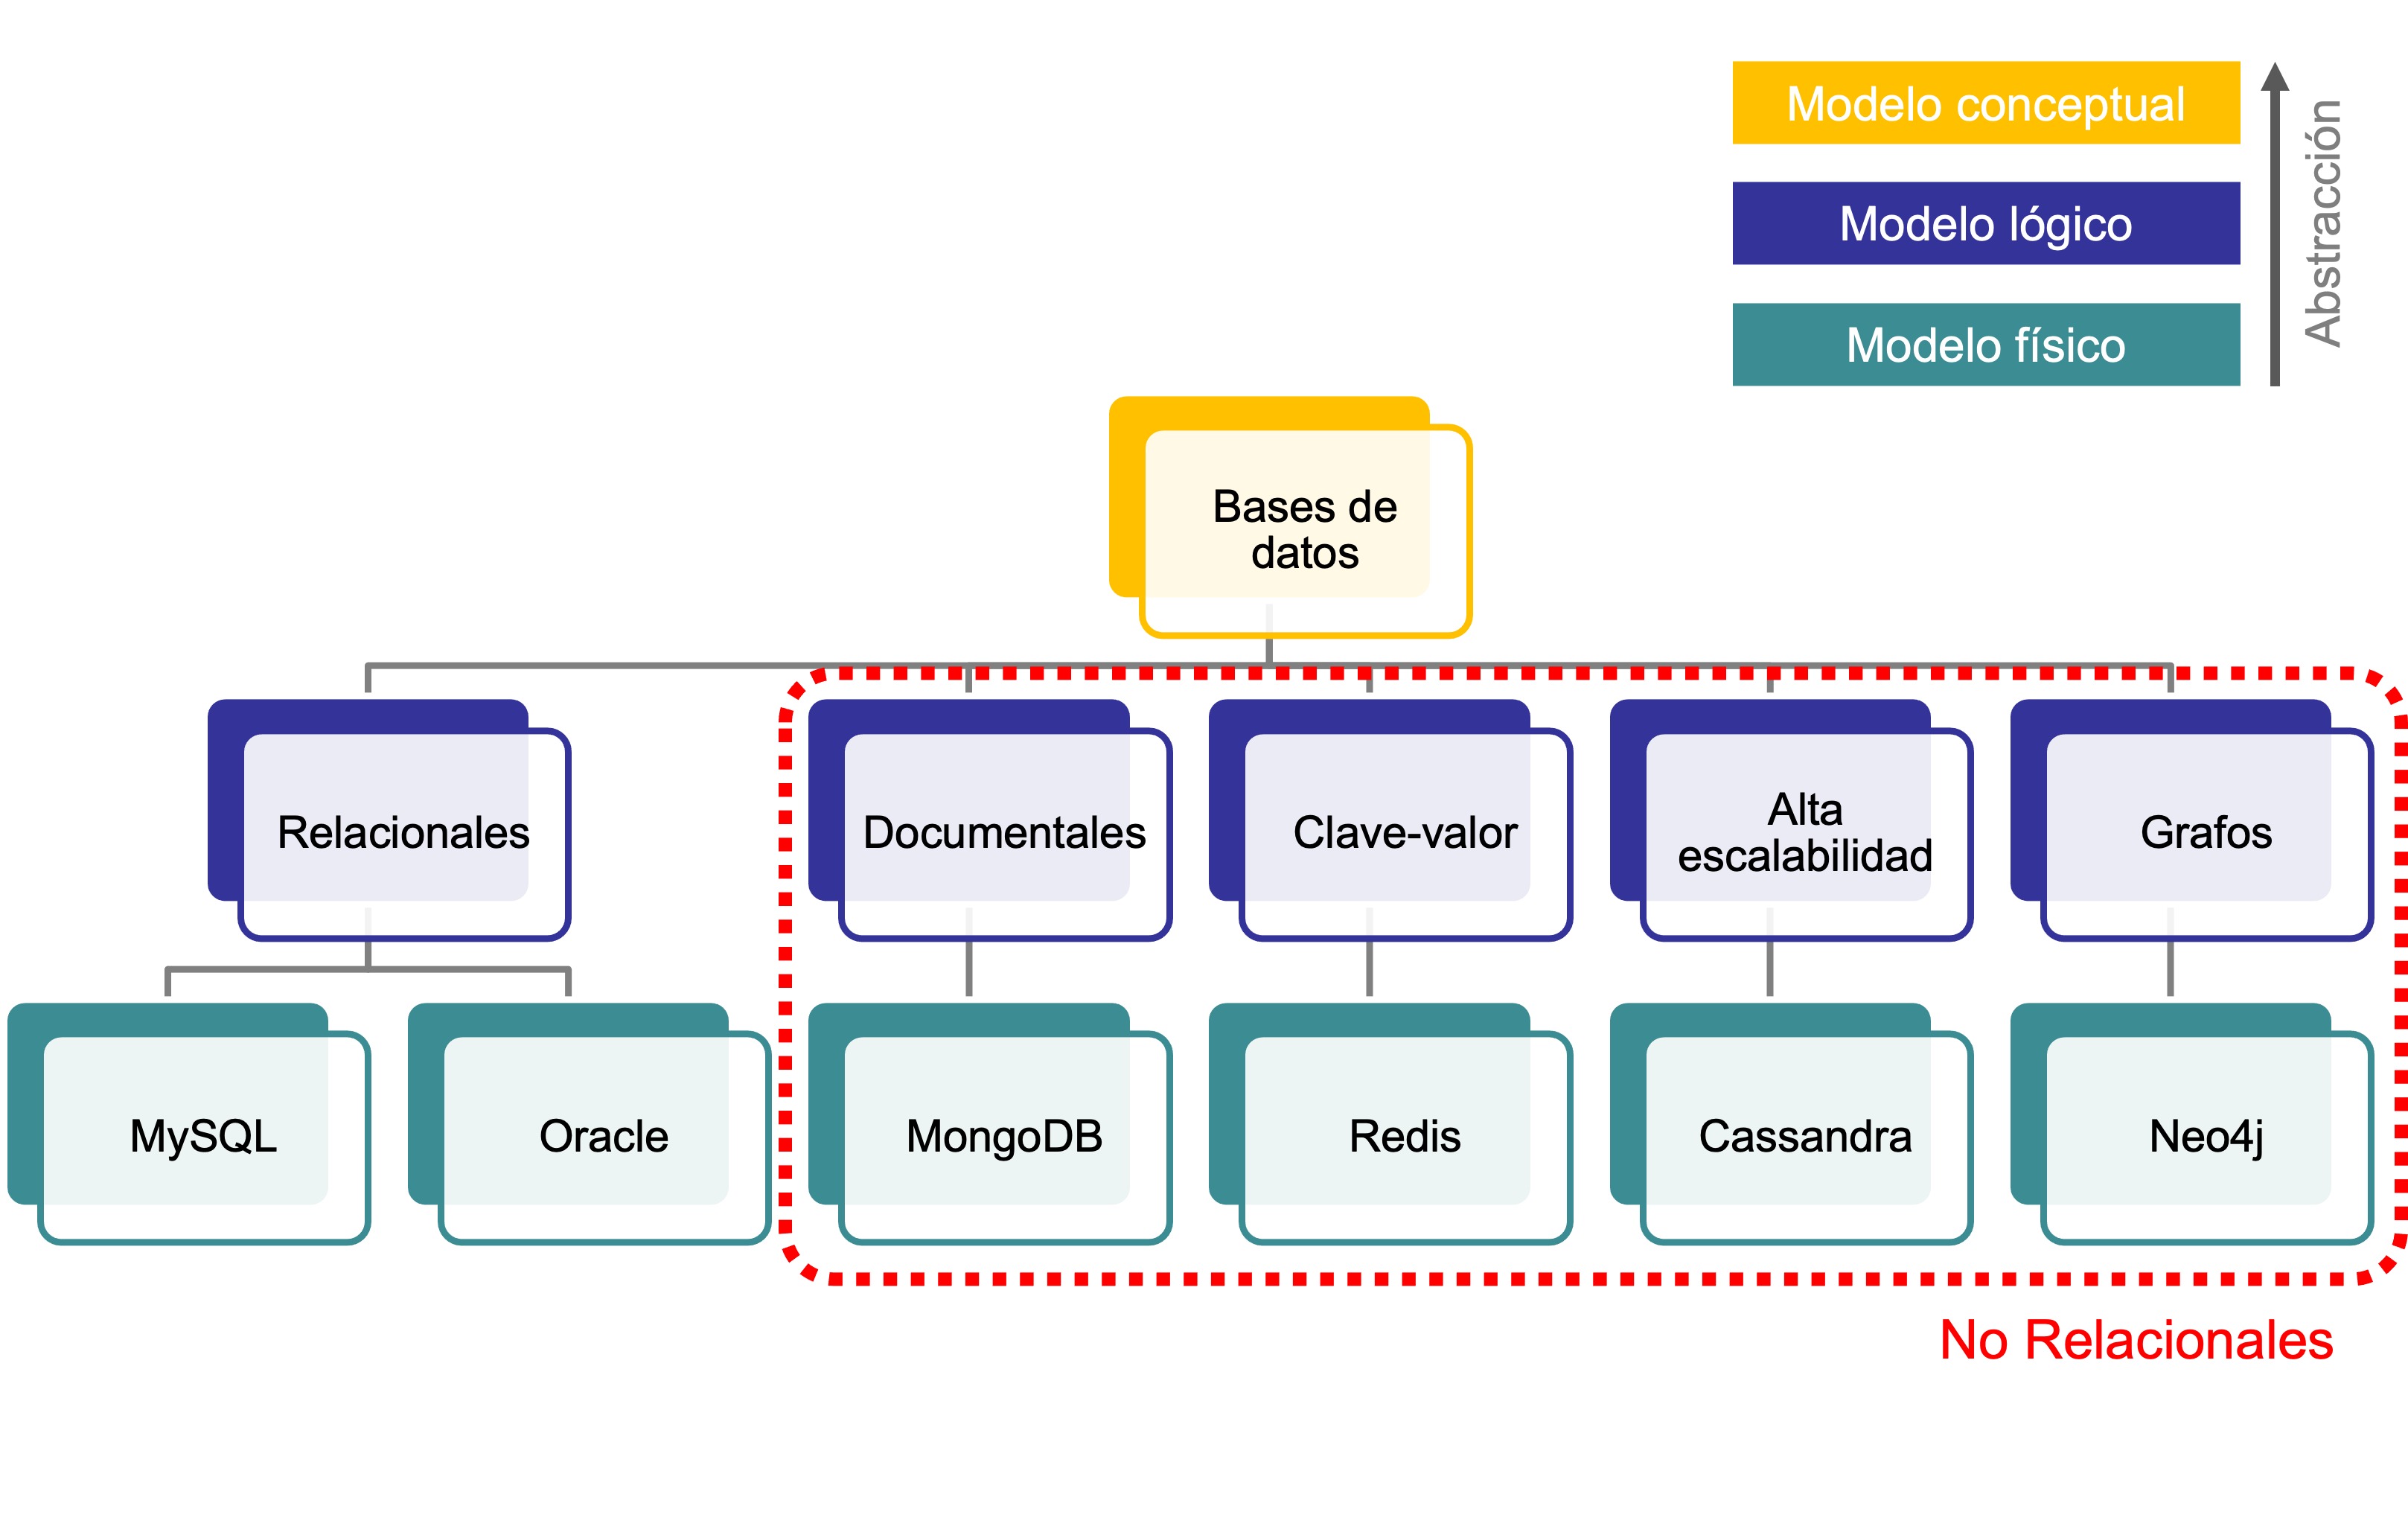 Modelo conceptual
Modelo lógico
Modelo físico
Abstracción
Bases de
datos
Relacionales
Documentales
Clave-valor
Alta
escalabilidad
Grafos
MySQL
Oracle
MongoDB
Redis
Cassandra
Neo4j
No Relacionales